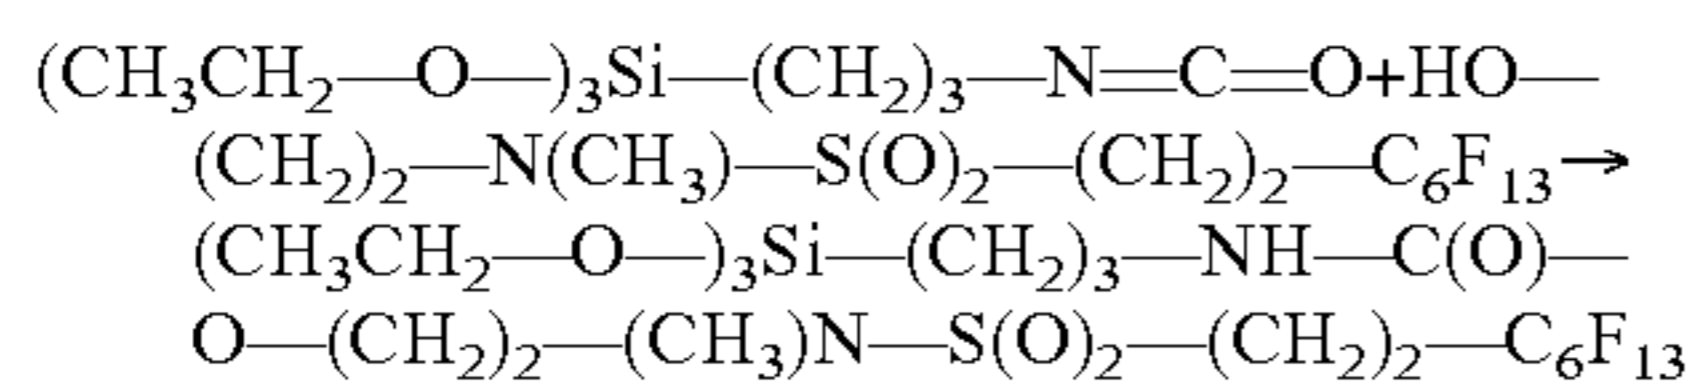 (CH₃CH₂—O—)₃Si—(CH₂)₃—N=C=O+HO—
(CH₂)₂—N(CH₃)—S(O)₂—(CH₂)₂—C₆F₁₃→
(CH₃CH₂—O—)₃Si—(CH₂)₃—NH—C(O)—
O—(CH₂)₂—(CH₃)N—S(O)₂—(CH₂)₂—C₆F₁₃